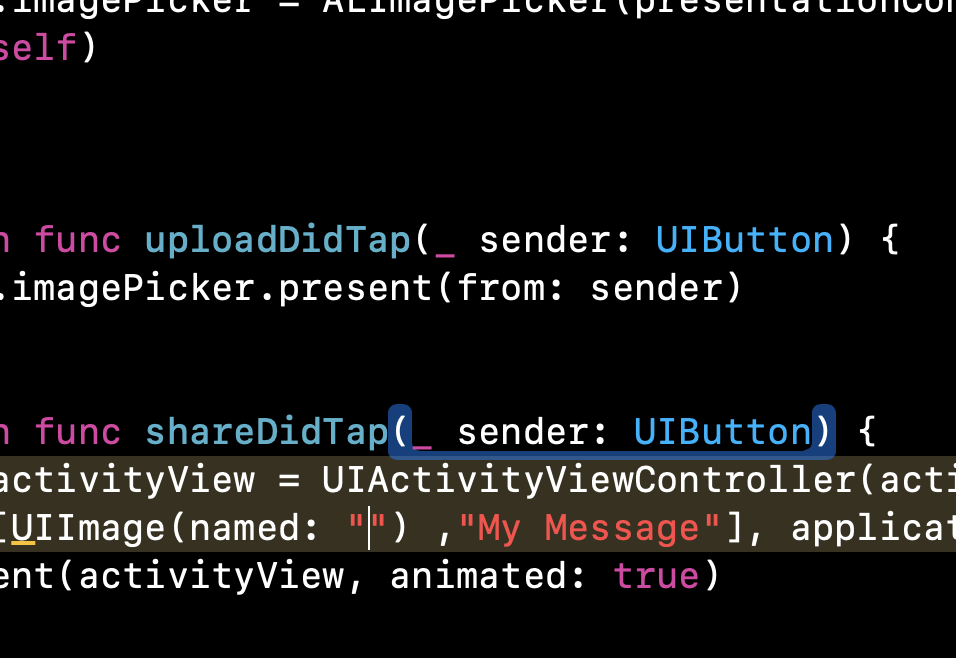 .imagePicker = ALImagePicker(presentationCon
self)
n func uploadDidTap(_ sender: UIButton) {
.imagePicker.present(from: sender)
n func shareDidTap(_ sender: UIButton) {
activityView = UIActivityViewController(acti
[UIImage(named: "") ,"My Message"], applicat
ent(activityView, animated: true)